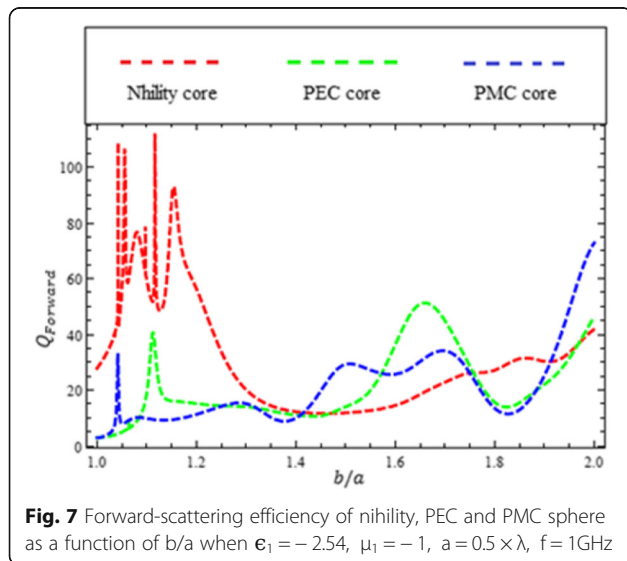 Nhility core PEC core PMC core
100
80
60
40
20
0
Q_Forward
1.0 1.2 1.4 1.6 1.8 2.0
b/a
Fig. 7 Forward-scattering efficiency of nihility, PEC and PMC sphere
as a function of b/a when ϵ₁ = − 2.54, μ₁ = − 1, a = 0.5 × λ, f = 1GHz